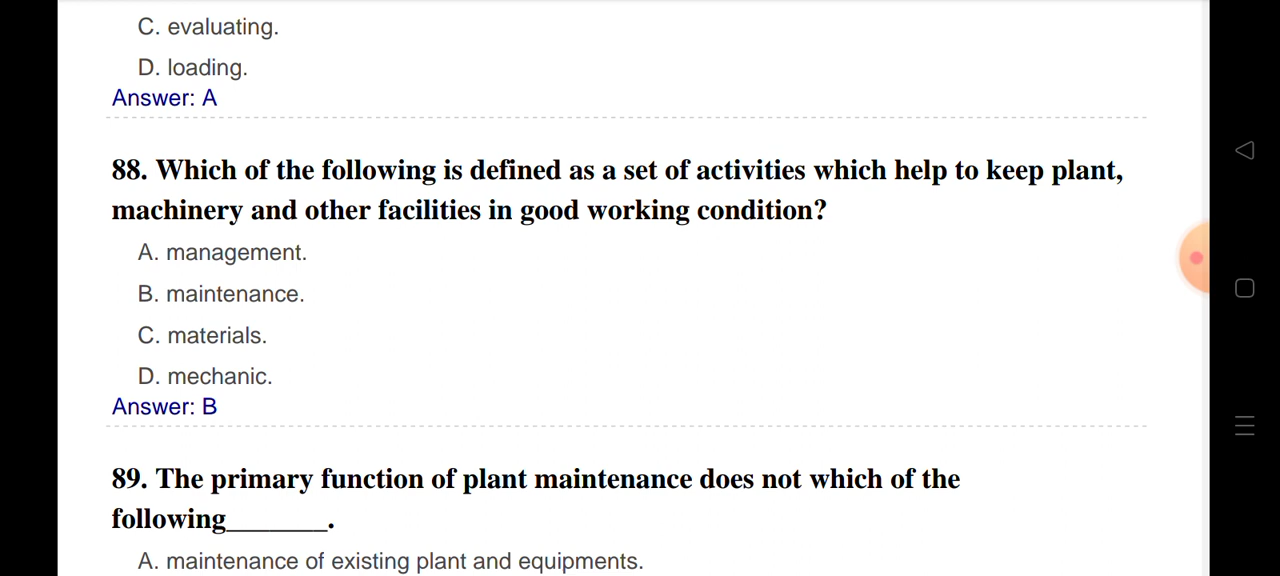 C. evaluating.
D. loading.
Answer: A
88. Which of the following is defined as a set of activities which help to keep plant,
machinery and other facilities in good working condition?
A. management.
B. maintenance.
C. materials.
D. mechanic.
Answer: B
89. The primary function of plant maintenance does not which of the
following_______.
A. maintenance of existing plant and equipments.